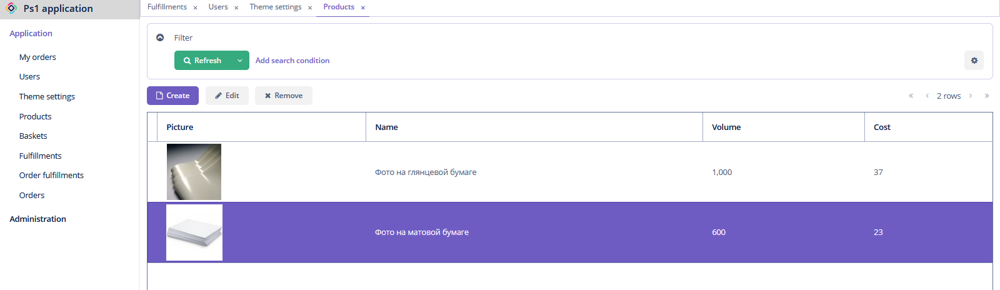 Ps1 application
Fulfillments Users Theme settings Products
Application
My orders
Users
Theme settings
Products
Baskets
Fulfillments
Order fulfillments
Orders
Administration
Filter
Refresh Add search condition
Create Edit Remove 2 rows
Picture Name Volume Cost
Фото на глянцевой бумаге 1,000 37
Фото на матовой бумаге 600 23